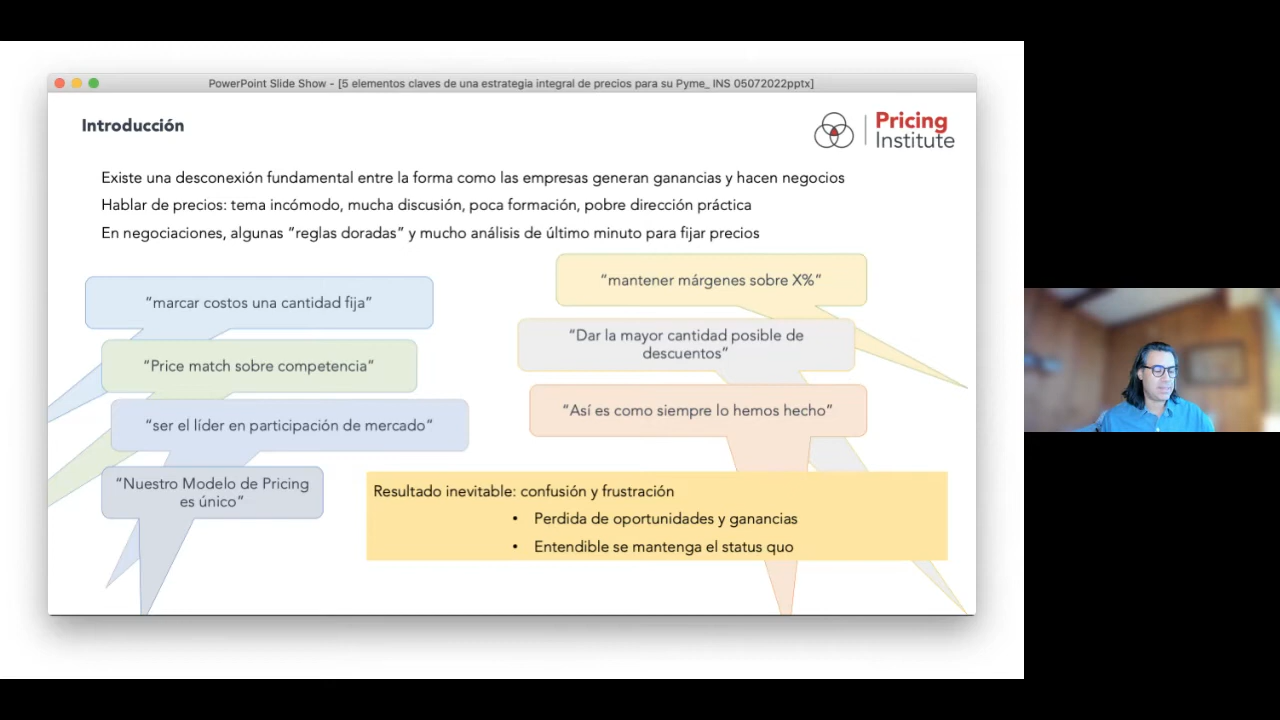 PowerPoint Slide Show - [5 elementos claves de una estrategia integral de precios para su Pyme_ INS 05072022pptx]
Introducción
Pricing
Institute
Existe una desconexión fundamental entre la forma como las empresas generan ganancias y hacen negocios
Hablar de precios: tema incómodo, mucha discusión, poca formación, pobre dirección práctica
En negociaciones, algunas “reglas doradas” y mucho análisis de último minuto para fijar precios
“marcar costos una cantidad fija”
“Price match sobre competencia”
“ser el líder en participación de mercado”
“Nuestro Modelo de Pricing
es único”
“mantener márgenes sobre X%”
“Dar la mayor cantidad posible de
descuentos”
“Así es como siempre lo hemos hecho”
Resultado inevitable: confusión y frustración
• Perdida de oportunidades y ganancias
• Entendible se mantenga el status quo